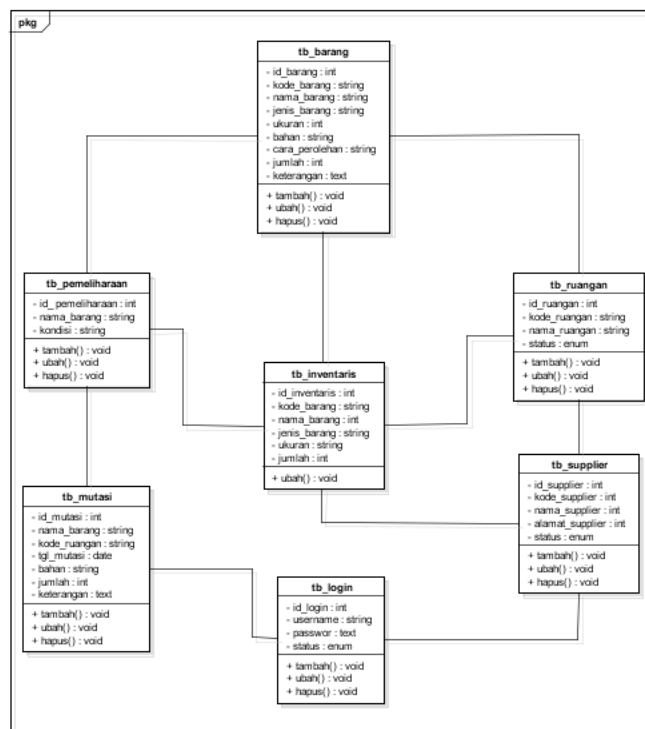 pkg
tb_barang
- id_barang : int
- kode_barang : string
- nama_barang : string
- jenis_barang : string
- ukuran : int
- bahan : string
- cara_perolehan : string
- jumlah : int
- keterangan : text
+ tambah() : void
+ ubah() : void
+ hapus() : void
tb_pemeliharaan
- id_ pemeliharaan : int
- nama_barang : string
- kondisi : string
+ tambah() : void
+ ubah() : void
+ hapus() : void
tb_ruangan
- id_ruangan : int
- kode_ruangan : string
- nama_ruangan : string
- status : enum
+ tambah() : void
+ ubah() : void
+ hapus() : void
tb_inventaris
- id_inventaris : int
- kode_barang : string
- nama_barang : int
- jenis_barang : string
- ukuran : string
- jumlah : int
+ ubah() : void
tb_supplier
- id_supplier : int
- kode_supplier : int
- nama_supplier : int
- alamat_supplier : int
- status : enum
+ tambah() : void
+ ubah() : void
+ hapus() : void
tb_mutasi
- id_mutasi : int
- nama_barang : string
- kode_ruangan : string
- tgl_mutasi : date
- bahan : string
- jumlah : int
- keterangan : text
+ tambah() : void
+ ubah() : void
+ hapus() : void
tb_login
- id_login : int
- username : string
- passwor : text
- status : enum
+ tambah() : void
+ ubah() : void
+ hapus() : void